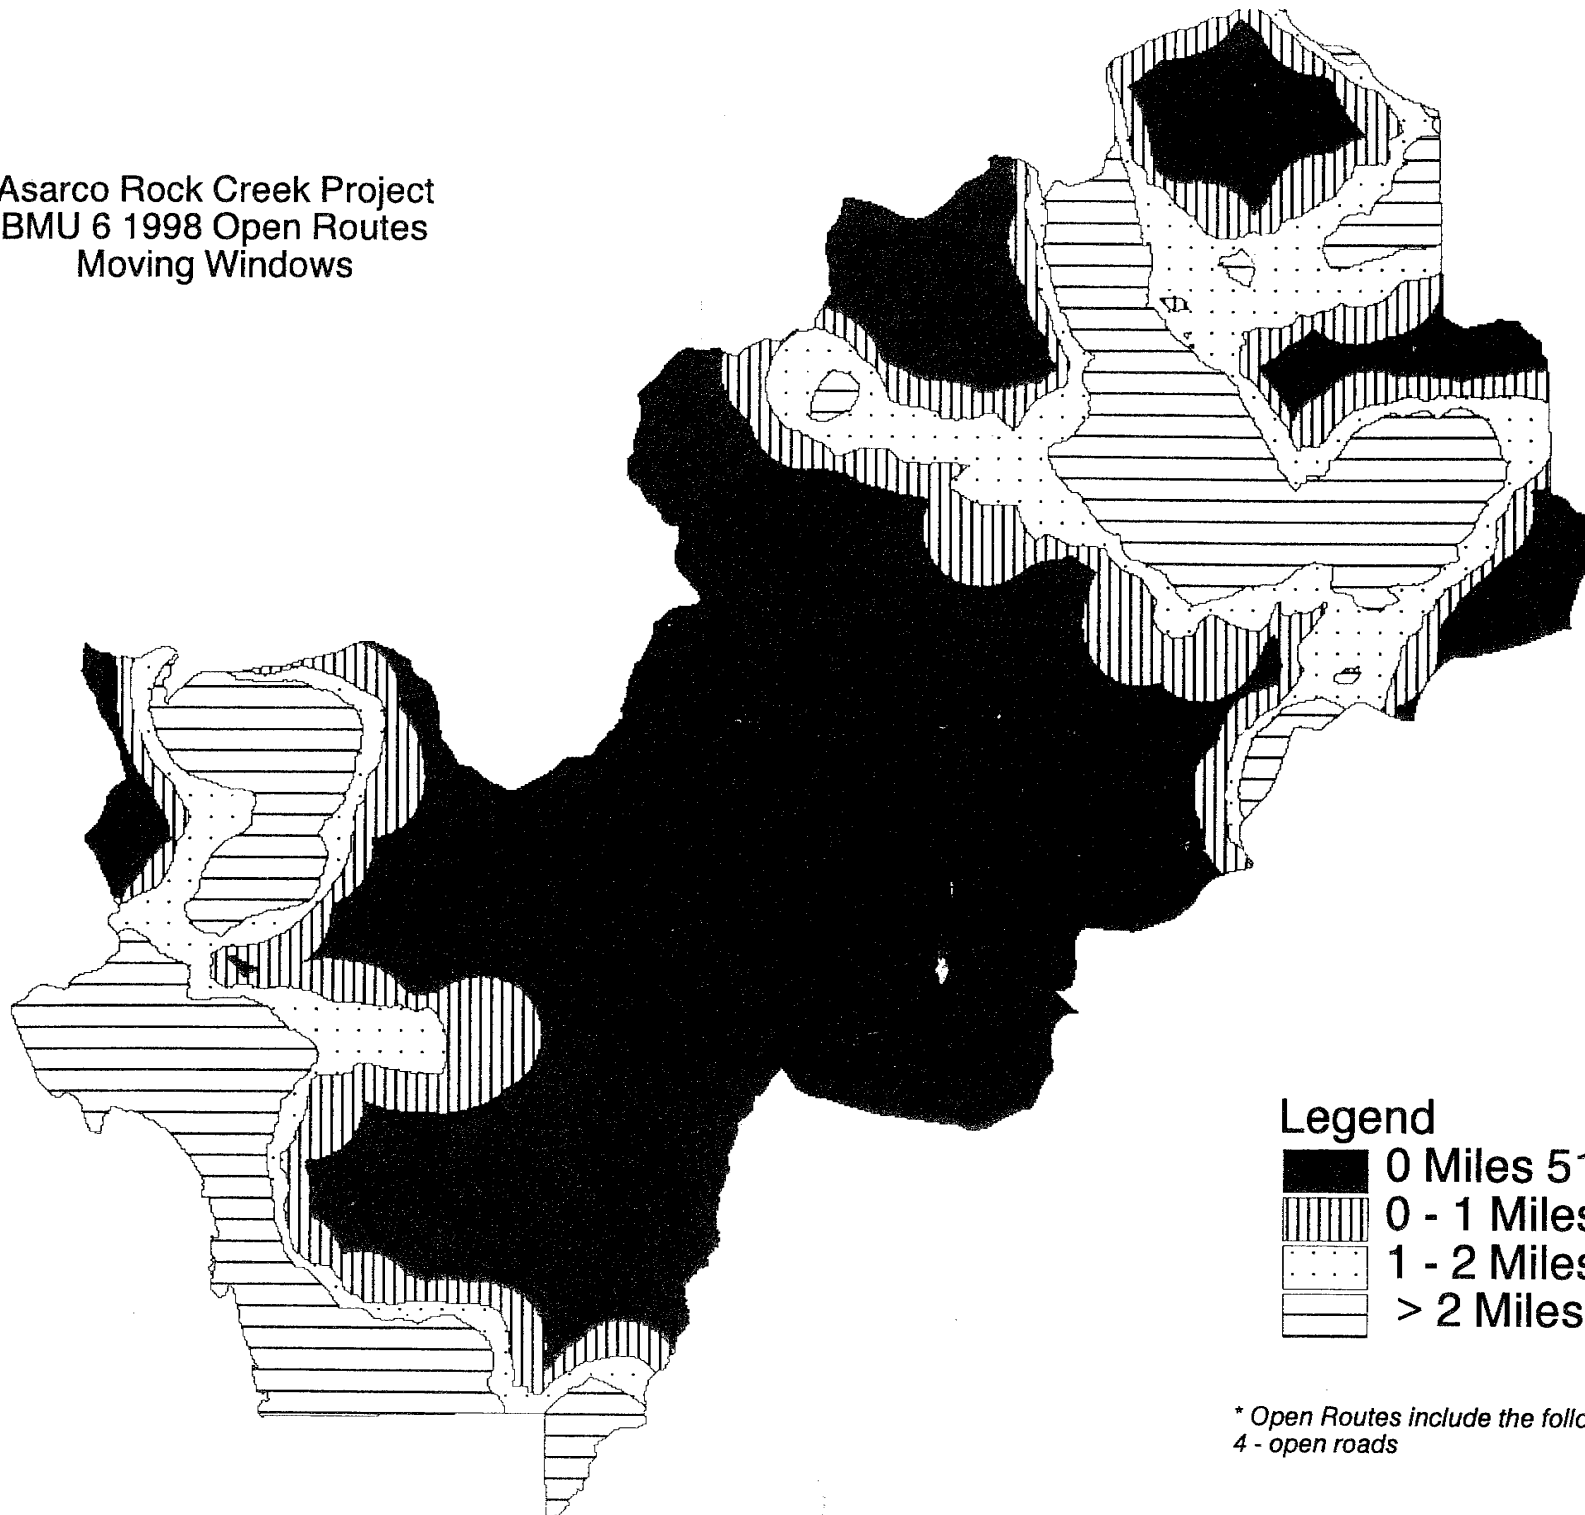 Asarco Rock Creek Project
BMU 6 1998 Open Routes
Moving Windows
Legend
0 Miles 51
0 - 1 Miles
1 - 2 Miles
> 2 Miles
* Open Routes include the follo
4 - open roads